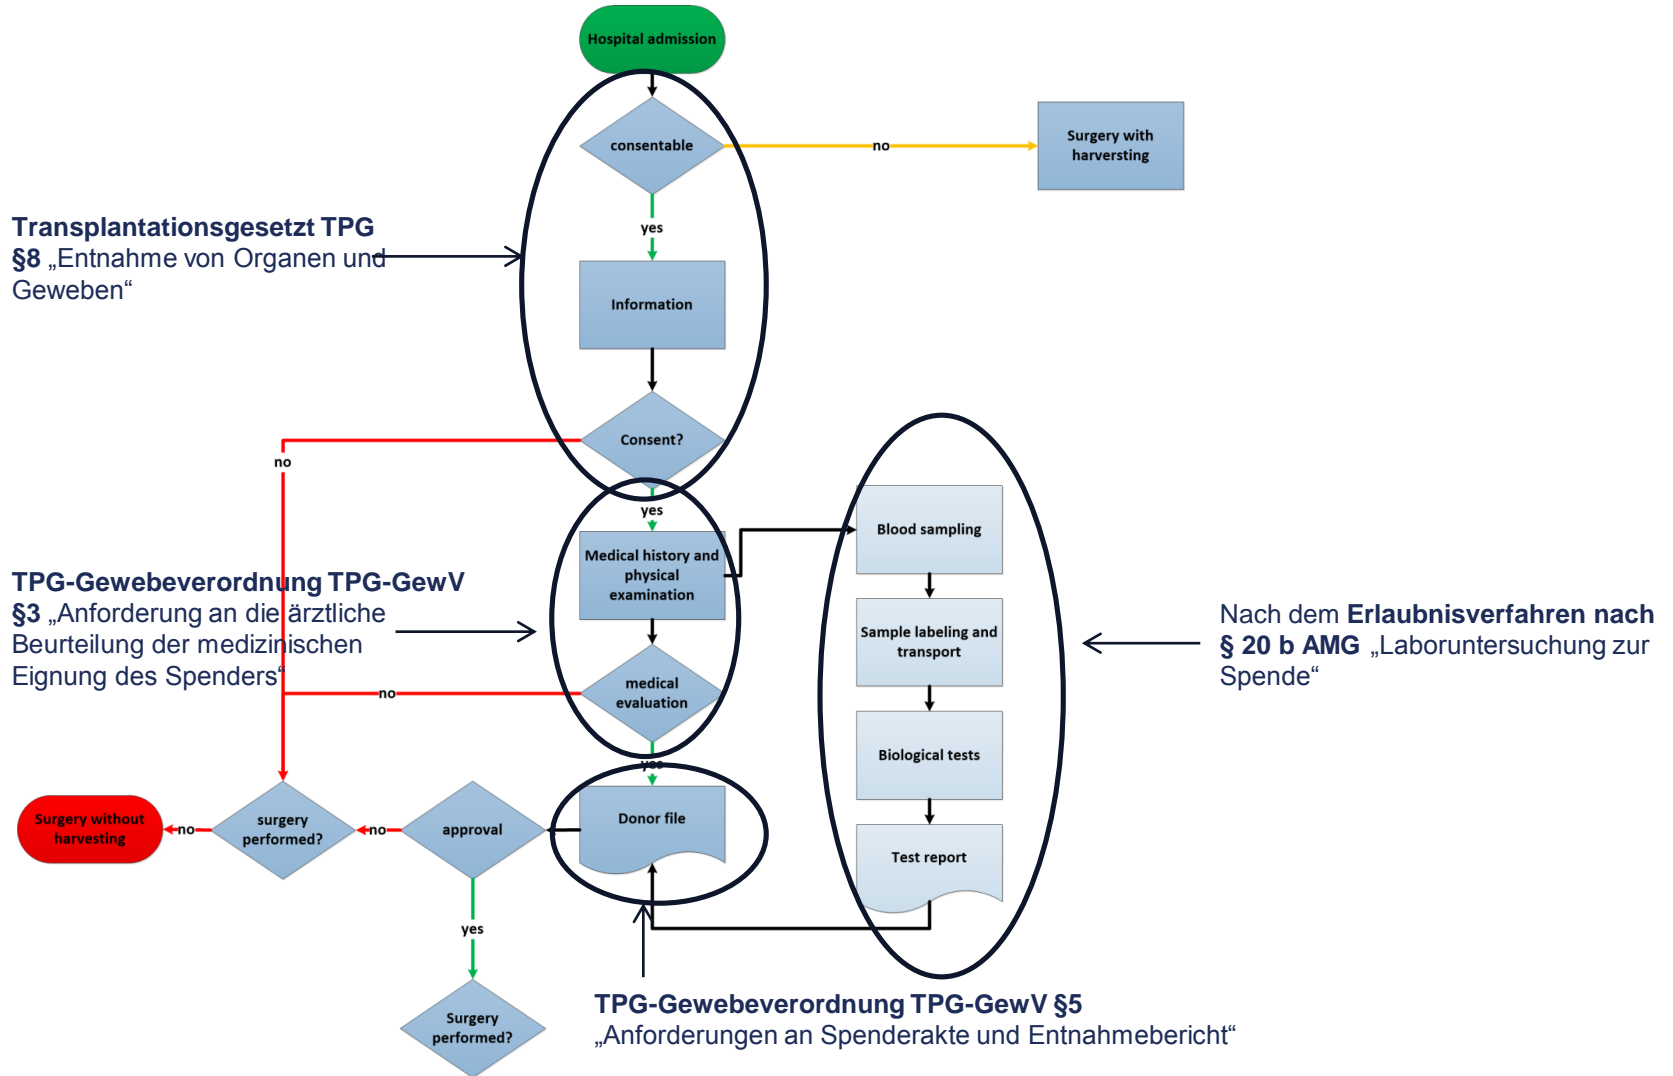 Hospital admission
consentable
no
Surgery with
harversting
yes
Transplantationsgesetzt TPG
§8 „Entnahme von Organen und
Geweben“
Information
Consent?
no
yes
Medical history and
physical
examination
Blood sampling
TPG-Gewebeverordnung TPG-GewV
§3 „Anforderung an die ärztliche
Beurteilung der medizinischen
Eignung des Spenders“
Sample labeling and
transport
Nach dem Erlaubnisverfahren nach
§ 20 b AMG „Laboruntersuchung zur
Spende“
no
medical
evaluation
Biological tests
yes
Surgery without
harvesting
no
surgery
performed?
no
approval
Donor file
Test report
yes
Surgery
performed?
TPG-Gewebeverordnung TPG-GewV §5
„Anforderungen an Spenderakte und Entnahmebericht“